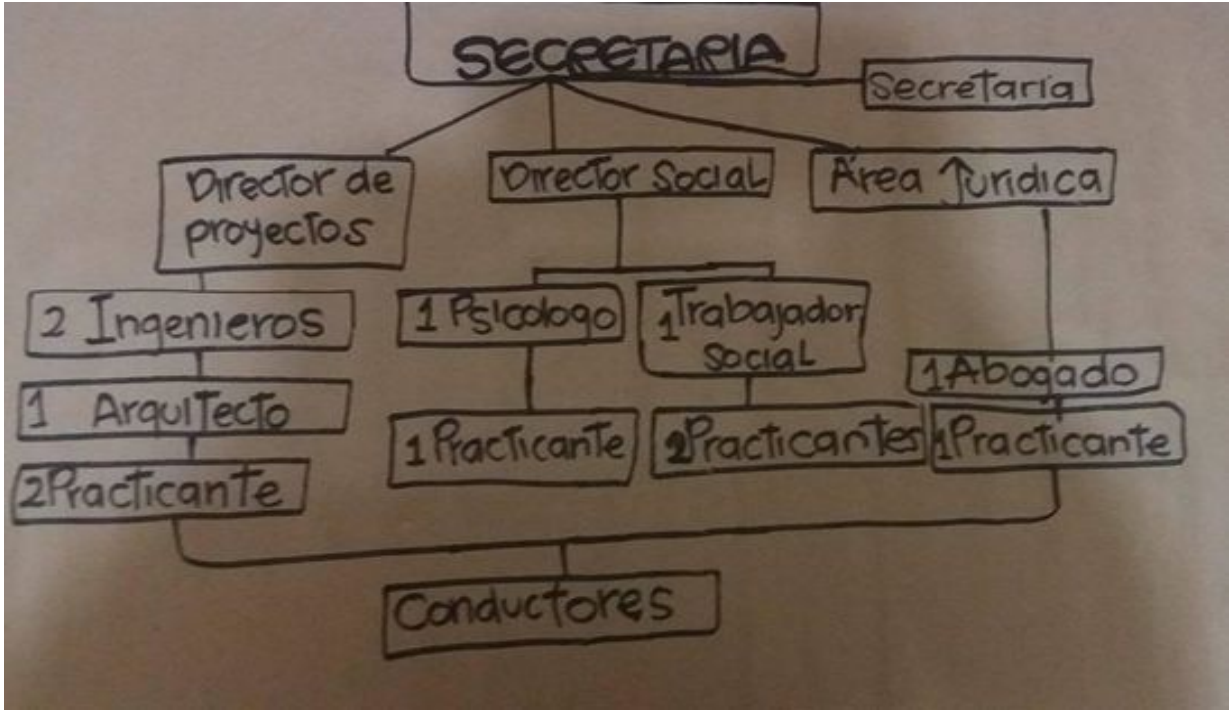 SECRETARIA
Secretaria
Director de
proyectos
Director Social
Área Jurídica
2 Ingenieros
1 Psicologo
1 Trabajador
social
1 Abogado
1 Arquitecto
1 Practicante
2 Practicantes
1 Practicante
2 Practicante
Conductores